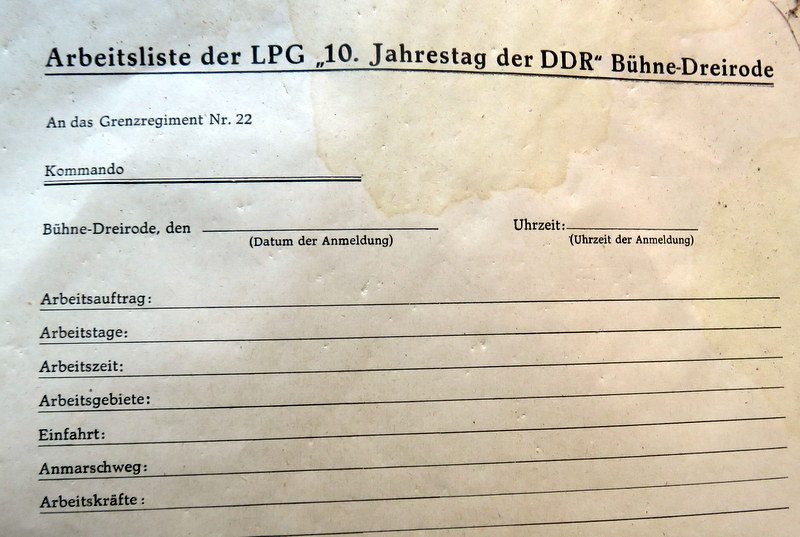 Arbeitsliste der LPG „10. Jahrestag der DDR“ Bühne-Dreirode
An das Grenzregiment Nr. 22
Kommando
Bühne-Dreirode, den Uhrzeit:
(Datum der Anmeldung) (Uhrzeit der Anmeldung)
Arbeitsauftrag:
Arbeitstage:
Arbeitszeit:
Arbeitsgebiete:
Einfahrt:
Anmarschweg:
Arbeitskräfte :